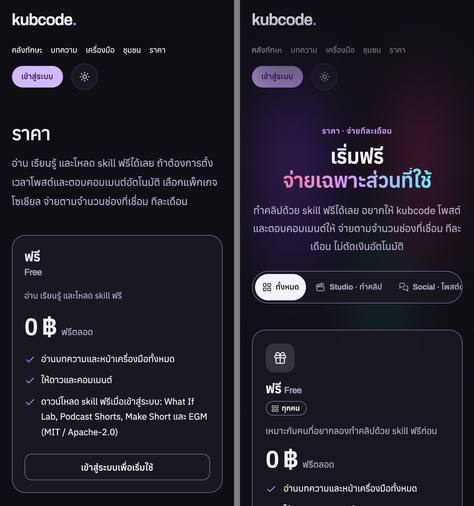 kubcode.
คลังทักษะ บทความ เครื่องมือ ชุมชน ราคา
เข้าสู่ระบบ
ราคา
อ่าน เรียนรู้ และโหลด skill ฟรีได้เลย ถ้าต้องการตั้ง
เวลาโพสต์และตอบคอมเมนต์อัตโนมัติ เลือกแพ็กเกจ
โซเชียล จ่ายตามจำนวนช่องที่เชื่อม ทีละเดือน
ฟรี
Free
อ่าน เรียนรู้ และโหลด skill ฟรี
0 ฿ ฟรีตลอด
อ่านบทความและหน้าเครื่องมือทั้งหมด
ให้ดาวและคอมเมนต์
ดาวน์โหลด skill ฟรีเมื่อเข้าสู่ระบบ: What If
Lab, Podcast Shorts, Make Short และ EGM
(MIT / Apache-2.0)
เข้าสู่ระบบเพื่อเริ่มใช้
kubcode.
คลังทักษะ บทความ เครื่องมือ ชุมชน ราคา
เข้าสู่ระบบ
ราคา · จ่ายทีละเดือน
เริ่มฟรี
จ่ายเฉพาะส่วนที่ใช้
ทำคลิปด้วย skill ฟรีได้เลย อยากให้ kubcode โพสต์
และตอบคอมเมนต์ให้ จ่ายตามจำนวนช่องที่เชื่อม ทีละ
เดือน ไม่ตัดเงินอัตโนมัติ
ทั้งหมด Studio · ทำคลิป Social · โพสต์
ฟรี Free
ทุกคน
เหมาะกับคนที่อยากลองทำคลิปด้วย skill ฟรีก่อน
0 ฿ ฟรีตลอด
อ่านบทความและหน้าเครื่องมือทั้งหมด